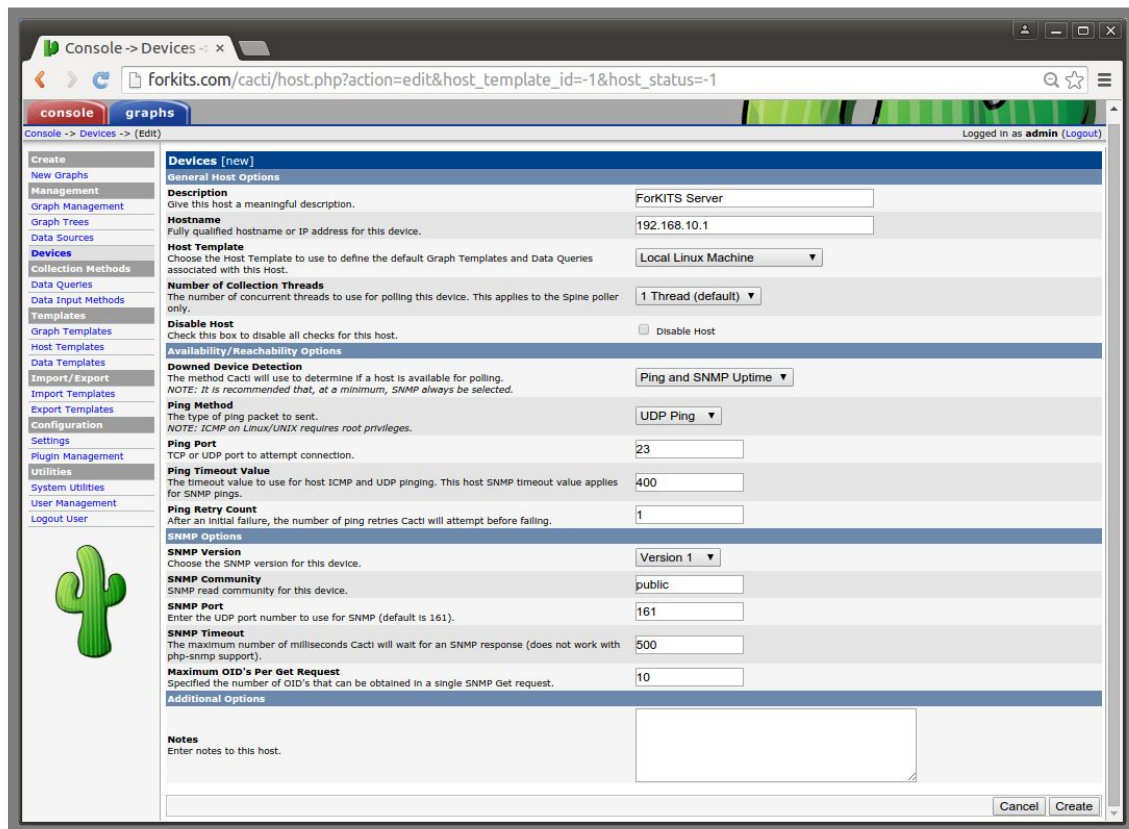 Console -> Devices -
forkits.com/cacti/host.php?action=edit&host_template_id=-1&host_status=-1
console
graphs
Console -> Devices -> (Edit)
Logged in as admin (Logout)
Create
New Graphs
Management
Graph Management
Graph Trees
Data Sources
Devices
Collection Methods
Data Queries
Data Input Methods
Templates
Graph Templates
Host Templates
Data Templates
Import/Export
Import Templates
Export Templates
Configuration
Settings
Plugin Management
Utilities
System Utilities
User Management
Logout User
Devices [new]
General Host Options
Description
Give this host a meaningful description.
ForKITS Server
Hostname
Fully qualified hostname or IP address for this device.
192.168.10.1
Host Template
Choose the Host Template to use to define the default Graph Templates and Data Queries
associated with this Host.
Local Linux Machine
Number of Collection Threads
The number of concurrent threads to use for polling this device. This applies to the Spine poller
only.
1 Thread (default)
Disable Host
Check this box to disable all checks for this host.
Disable Host
Availability/Reachability Options
Downed Device Detection
The method Cacti will use to determine if a host is available for polling.
NOTE: It is recommended that, at a minimum, SNMP always be selected.
Ping and SNMP Uptime
Ping Method
The type of ping packet to sent.
NOTE: ICMP on Linux/UNIX requires root privileges.
UDP Ping
Ping Port
TCP or UDP port to attempt connection.
23
Ping Timeout Value
The timeout value to use for host ICMP and UDP pinging. This host SNMP timeout value applies
for SNMP pings.
400
Ping Retry Count
After an initial failure, the number of ping retries Cacti will attempt before failing.
1
SNMP Options
SNMP Version
Choose the SNMP version for this device.
Version 1
SNMP Community
SNMP read community for this device.
public
SNMP Port
Enter the UDP port number to use for SNMP (default is 161).
161
SNMP Timeout
The maximum number of milliseconds Cacti will wait for an SNMP response (does not work with
php-snmp support).
500
Maximum OID's Per Get Request
Specified the number of OID's that can be obtained in a single SNMP Get request.
10
Additional Options
Notes
Enter notes to this host.
Cancel
Create